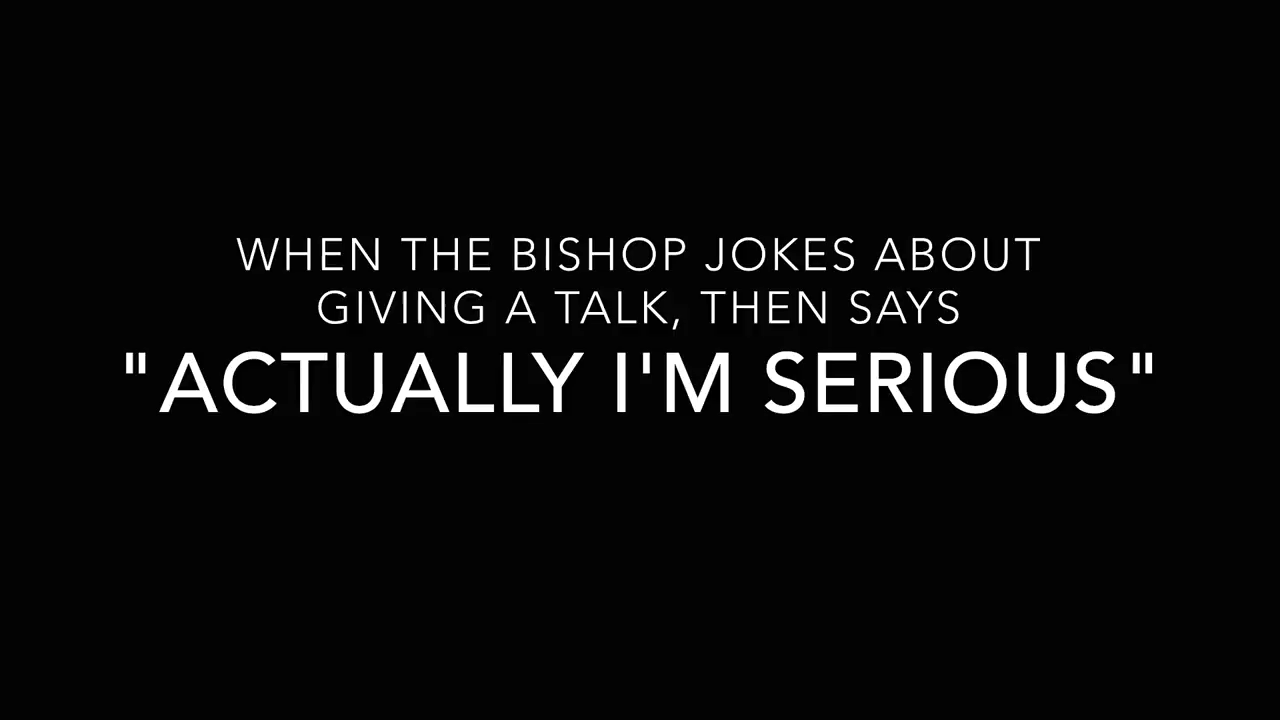 WHEN THE BISHOP JOKES ABOUT
GIVING A TALK, THEN SAYS
"ACTUALLY I'M SERIOUS"